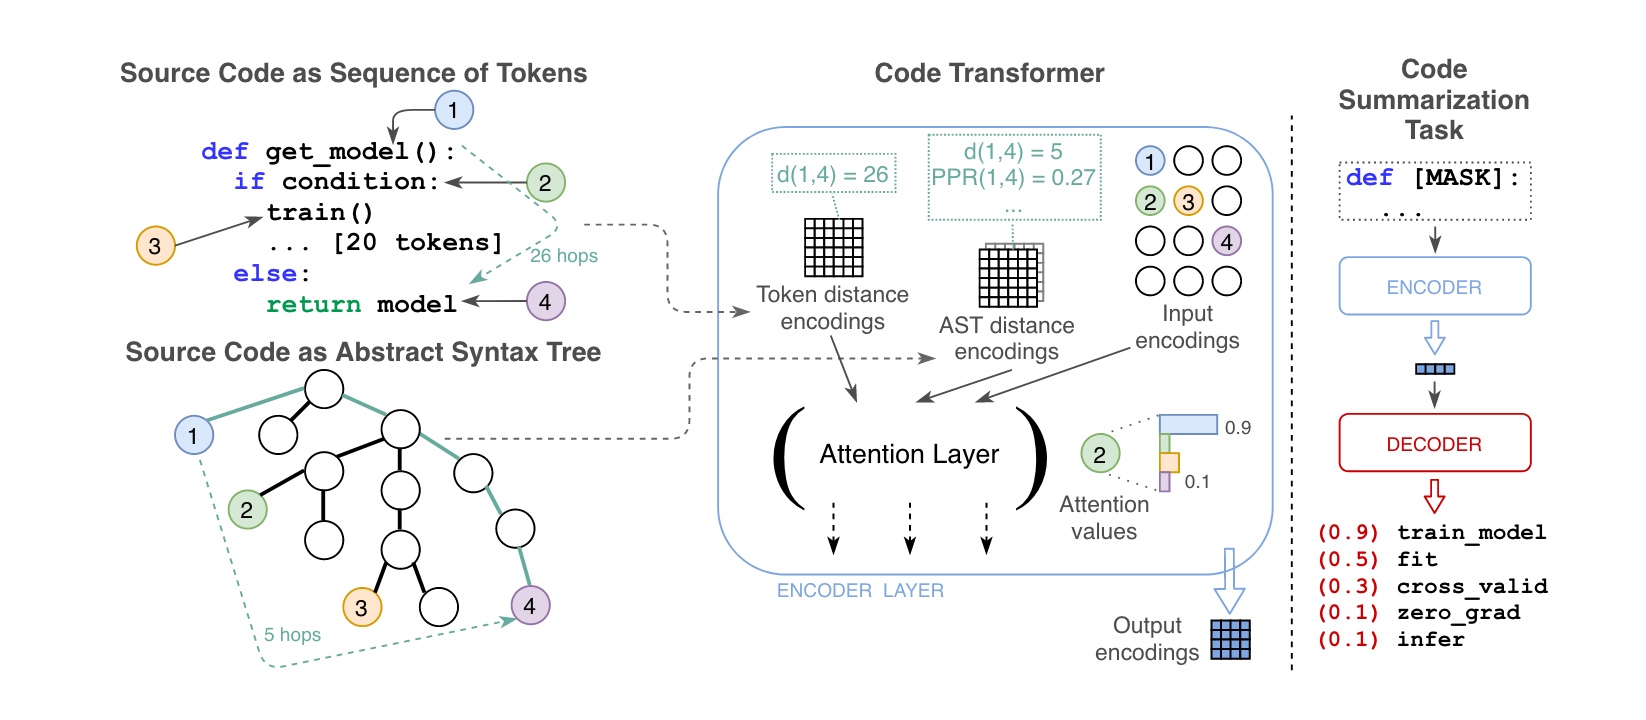 Source Code as Sequence of Tokens
1
def get_model():
if condition:
2
train()
3
... [20 tokens]
26 hops
else:
return model
4
Source Code as Abstract Syntax Tree
1
2
3
4
5 hops
Code Transformer
d(1,4) = 26
d(1,4) = 5
PPR(1,4) = 0.27
...
1
2
3
4
Token distance
encodings
AST distance
encodings
Input
encodings
( Attention Layer )
2
0.9
0.1
Attention
values
ENCODER LAYER
Output
encodings
Code
Summarization
Task
def [MASK]:
...
ENCODER
DECODER
(0.9) train_model
(0.5) fit
(0.3) cross_valid
(0.1) zero_grad
(0.1) infer